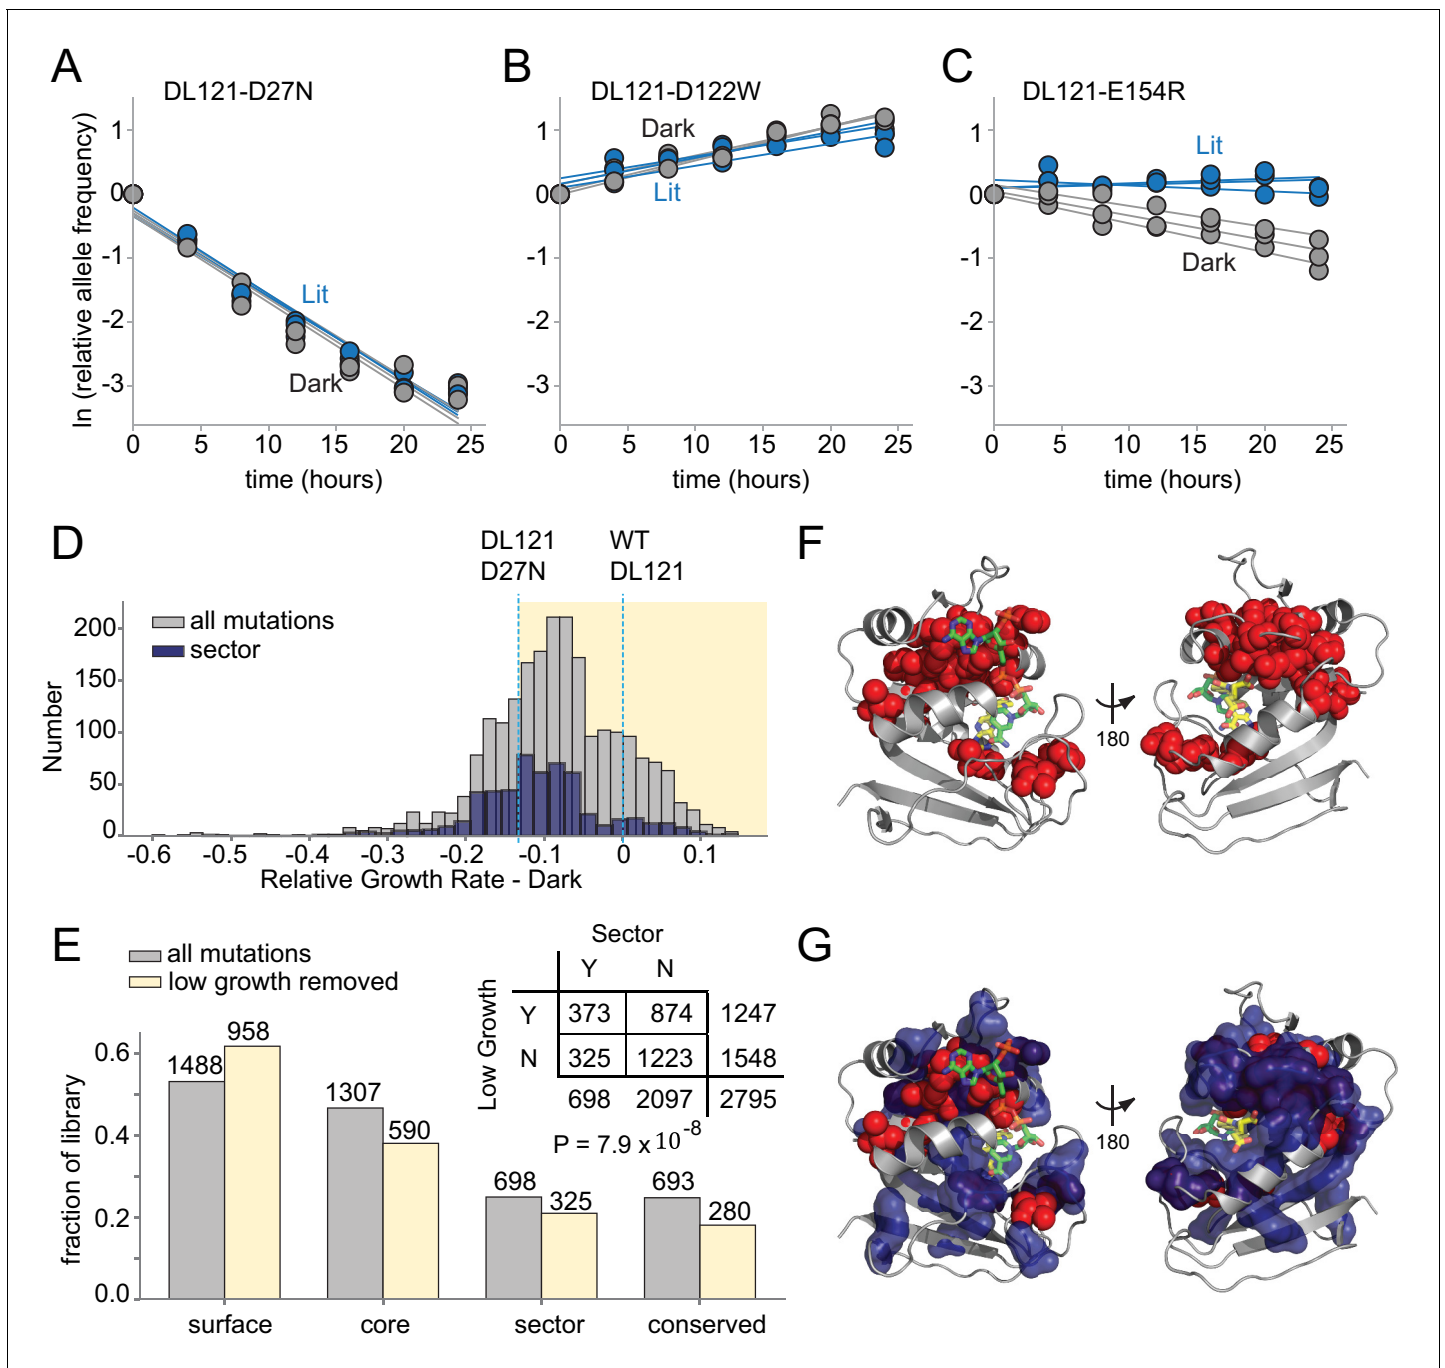 A
DL121-D27N
ln (relative allele frequency)
1
0
-1
-2
-3
Lit
Dark
0 5 10 15 20 25
time (hours)
B
DL121-D122W
1
0
-1
-2
-3
Dark
Lit
0 5 10 15 20 25
time (hours)
C
DL121-E154R
1
0
-1
-2
-3
Lit
Dark
0 5 10 15 20 25
time (hours)
D
DL121 WT
D27N DL121
all mutations
sector
Number
200
150
100
50
0
-0.6 -0.5 -0.4 -0.3 -0.2 -0.1 0 0.1
Relative Growth Rate - Dark
F
180
E
all mutations
low growth removed
fraction of library
0.6
0.4
0.2
0.0
1488 958
1307 590
698 325
693 280
surface core sector conserved
Sector
Y N
Low Growth
Y 373 874 1247
N 325 1223 1548
698 2097 2795
P = 7.9 x 10-8
G
180